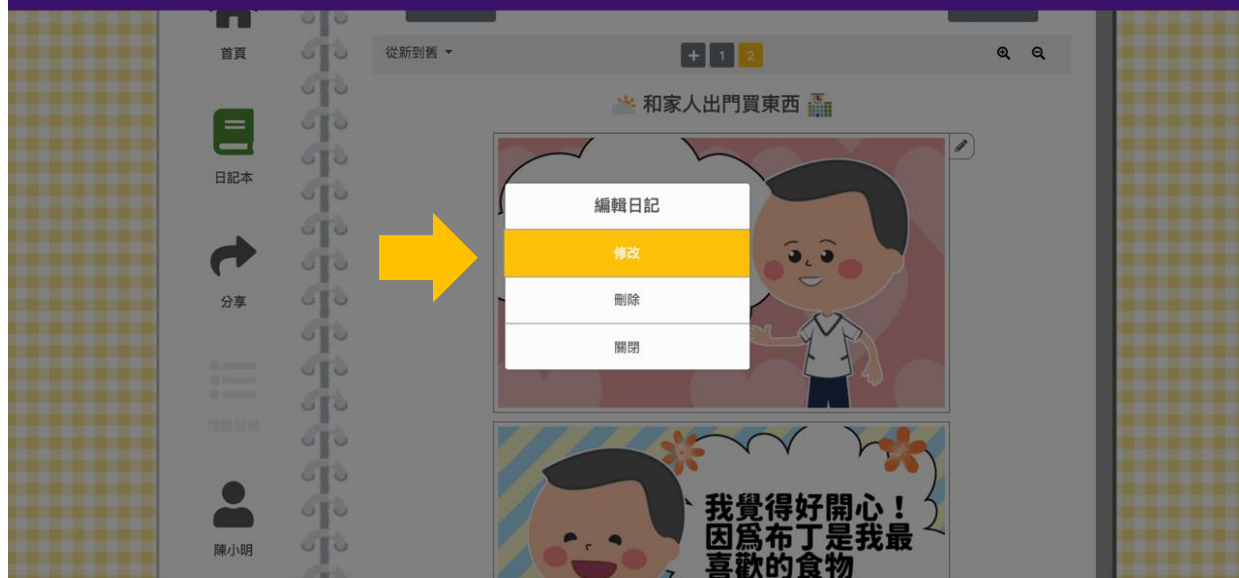 首頁
從新到舊
+ 1 2
和家人出門買東西
日記本
編輯日記
修改
刪除
關閉
分享
陳小明
我覺得好開心！
因為布丁是我最
喜歡的食物